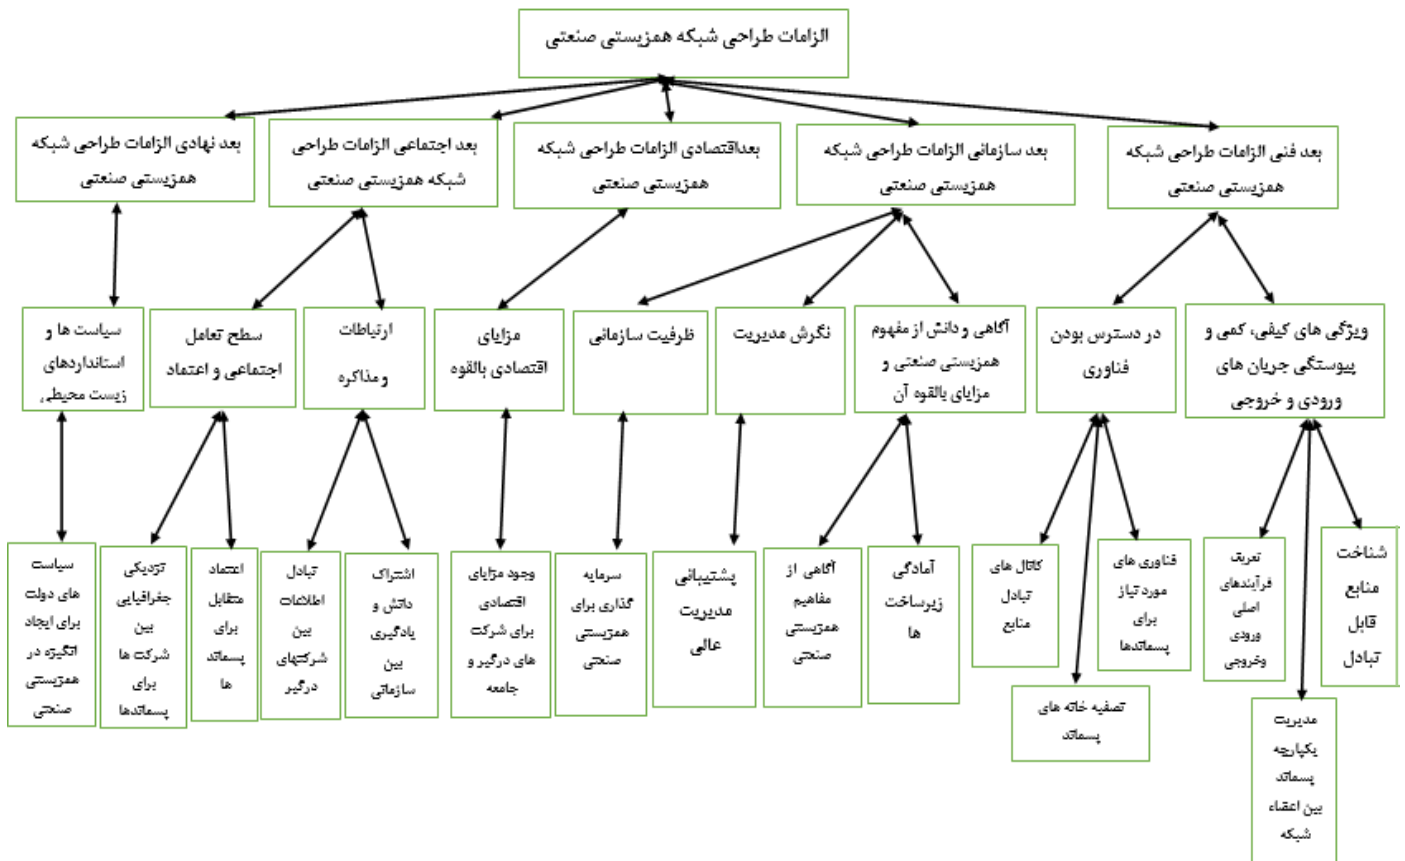 الزامات طراحی شبکه همزیستی صنعتی
بعد فنی الزامات طراحی شبکه
همزیستی صنعتی
بعد سازمانی الزامات طراحی شبکه
همزیستی صنعتی
بعداقتصادی الزامات طراحی شبکه
همزیستی صنعتی
بعد اجتماعی الزامات طراحی
شبکه همزیستی صنعتی
بعد نهادی الزامات طراحی شبکه
همزیستی صنعتی
ویژگی های کیفی، کمی و
پیوستگی جریان های
ورودی و خروجی
در دسترس بودن
فناوری
آگاهی و دانش از مفهوم
همزیستی صنعتی و
مزایای بالقوه آن
نگرش مدیریت
ظرفیت سازمانی
مزایای
اقتصادی بالقوه
ارتباطات
و مذاکره
سطح تعامل
اجتماعی و اعتماد
سیاست ها و
استانداردهای
زیست محیطی
شناخت
منابع
قابل
تبادل
تعریف
فرآیندهای
اصلی
ورودی
وخروجی
مدیریت
یکپارچه
پسماند
بین اعضاء
شبکه
فناوری های
مورد نیاز
برای
پسماندها
کانال های
تبادل
منابع
تصفیه خانه های
پسماند
آمادگی
زیرساخت
ها
آگاهی از
مفاهیم
همزیستی
صنعتی
پشتیبانی
مدیریت
عالی
سرمایه
گذاری برای
همزیستی
صنعتی
وجود مزایای
اقتصادی
برای شرکت
های درگیر و
جامعه
اشتراک
دانش و
یادگیری
بین
سازمانی
تبادل
اطلاعات
بین
شرکتهای
درگیر
اعتماد
متقابل
برای
پسماند
ها
نزدیکی
جغرافیایی
بین
شرکت ها
برای
پسماندها
سیاست
های دولت
برای ایجاد
انگیزه در
همزیستی
صنعتی